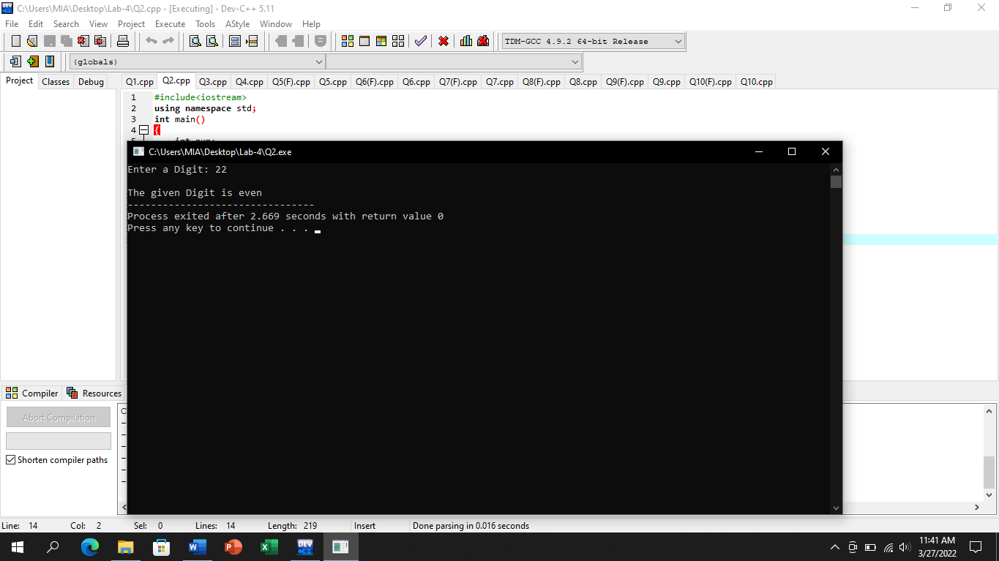 C:\Users\MIA\Desktop\Lab-4\Q2.cpp - [Executing] - Dev-C++ 5.11
File Edit Search View Project Execute Tools AStyle Window Help
TDM-GCC 4.9.2 64-bit Release
(globals)
Project Classes Debug Q1.cpp Q2.cpp Q3.cpp Q4.cpp Q5(F).cpp Q5.cpp Q6(F).cpp Q6.cpp Q7(F).cpp Q7.cpp Q8(F).cpp Q8.cpp Q9(F).cpp Q9.cpp Q10(F).cpp Q10.cpp
1 #include<iostream>
2 using namespace std;
3 int main()
4 {
C:\Users\MIA\Desktop\Lab-4\Q2.exe
Enter a Digit: 22
The given Digit is even
--------------------------------
Process exited after 2.669 seconds with return value 0
Press any key to continue . . .
Compiler Resources
Abort Compilation
Shorten compiler paths
Line: 14 Col: 2 Sel: 0 Lines: 14 Length: 219 Insert Done parsing in 0.016 seconds
11:41 AM
3/27/2022